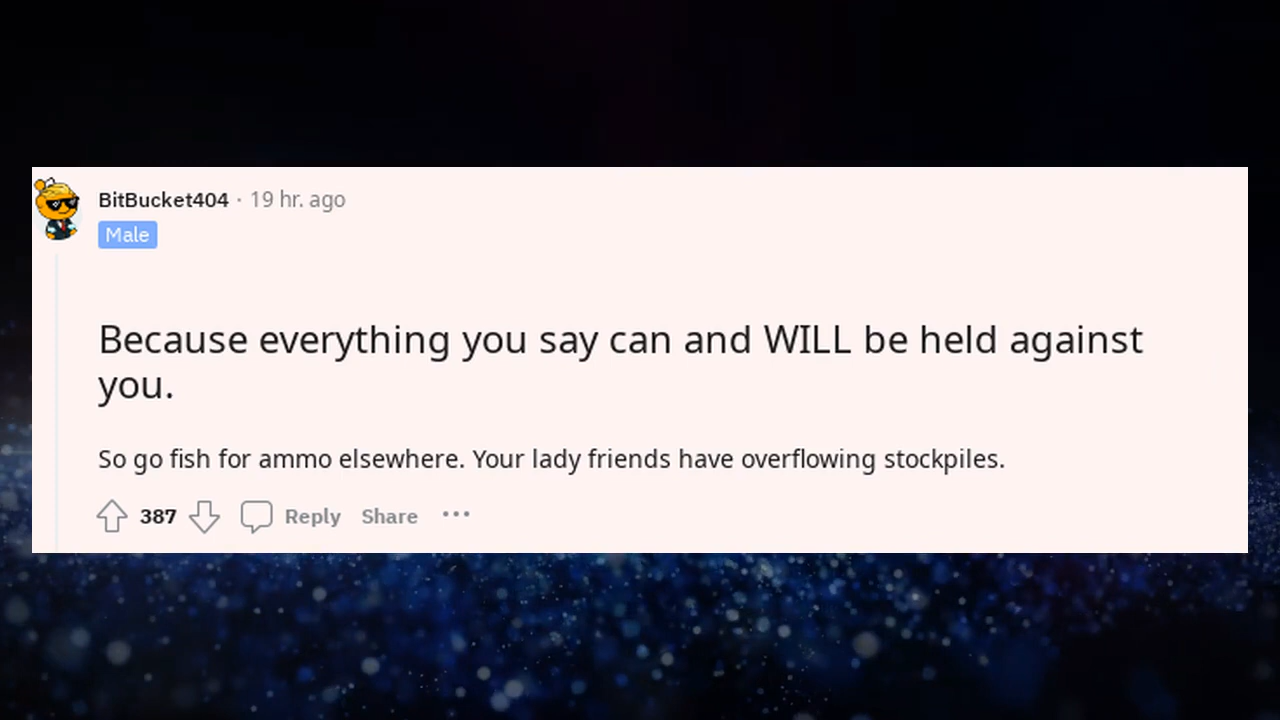 BitBucket404 · 19 hr. ago
Male
Because everything you say can and WILL be held against
you.
So go fish for ammo elsewhere. Your lady friends have overflowing stockpiles.
387 Reply Share ...